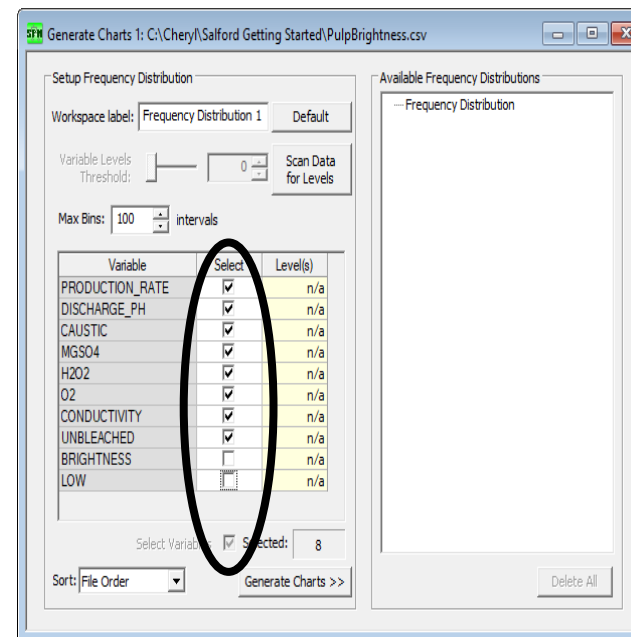 SPM Generate Charts 1: C:\Cheryl\Salford Getting Started\PulpBrightness.csv
Setup Frequency Distribution
Workspace label: Frequency Distribution 1 Default
Variable Levels Threshold: 0 Scan Data for Levels
Max Bins: 100 intervals
Variable Select Level(s)
PRODUCTION_RATE n/a
DISCHARGE_PH n/a
CAUSTIC n/a
MGSO4 n/a
H2O2 n/a
O2 n/a
CONDUCTIVITY n/a
UNBLEACHED n/a
BRIGHTNESS n/a
LOW n/a
Select Variables Selected: 8
Sort: File Order Generate Charts >>
Available Frequency Distributions
Frequency Distribution
Delete All